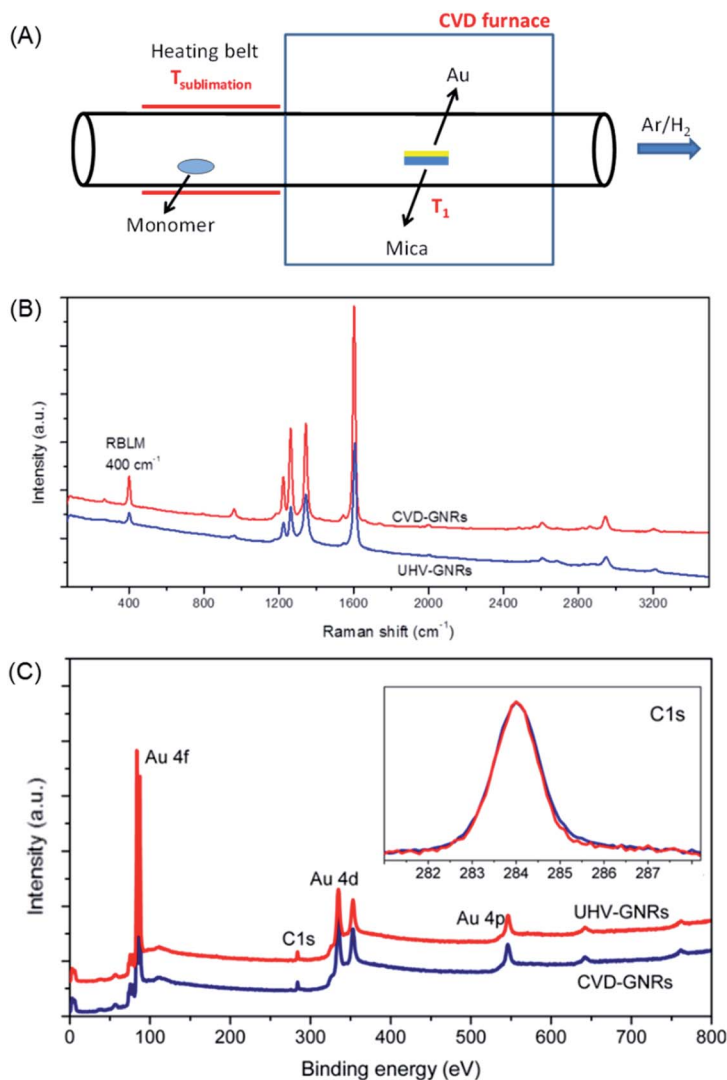 (A)
CVD furnace
Heating belt
T sublimation
Au
Ar/H2
Monomer
T1
Mica
(B)
Intensity (a.u.)
RBLM
400 cm-1
CVD-GNRs
UHV-GNRs
400 800 1200 1600 2000 2400 2800 3200
Raman shift (cm-1)
(C)
Intensity (a.u.)
C1s
282 283 284 285 286 287
Au 4f
Au 4d
C1s
Au 4p
UHV-GNRs
CVD-GNRs
0 100 200 300 400 500 600 700 800
Binding energy (eV)